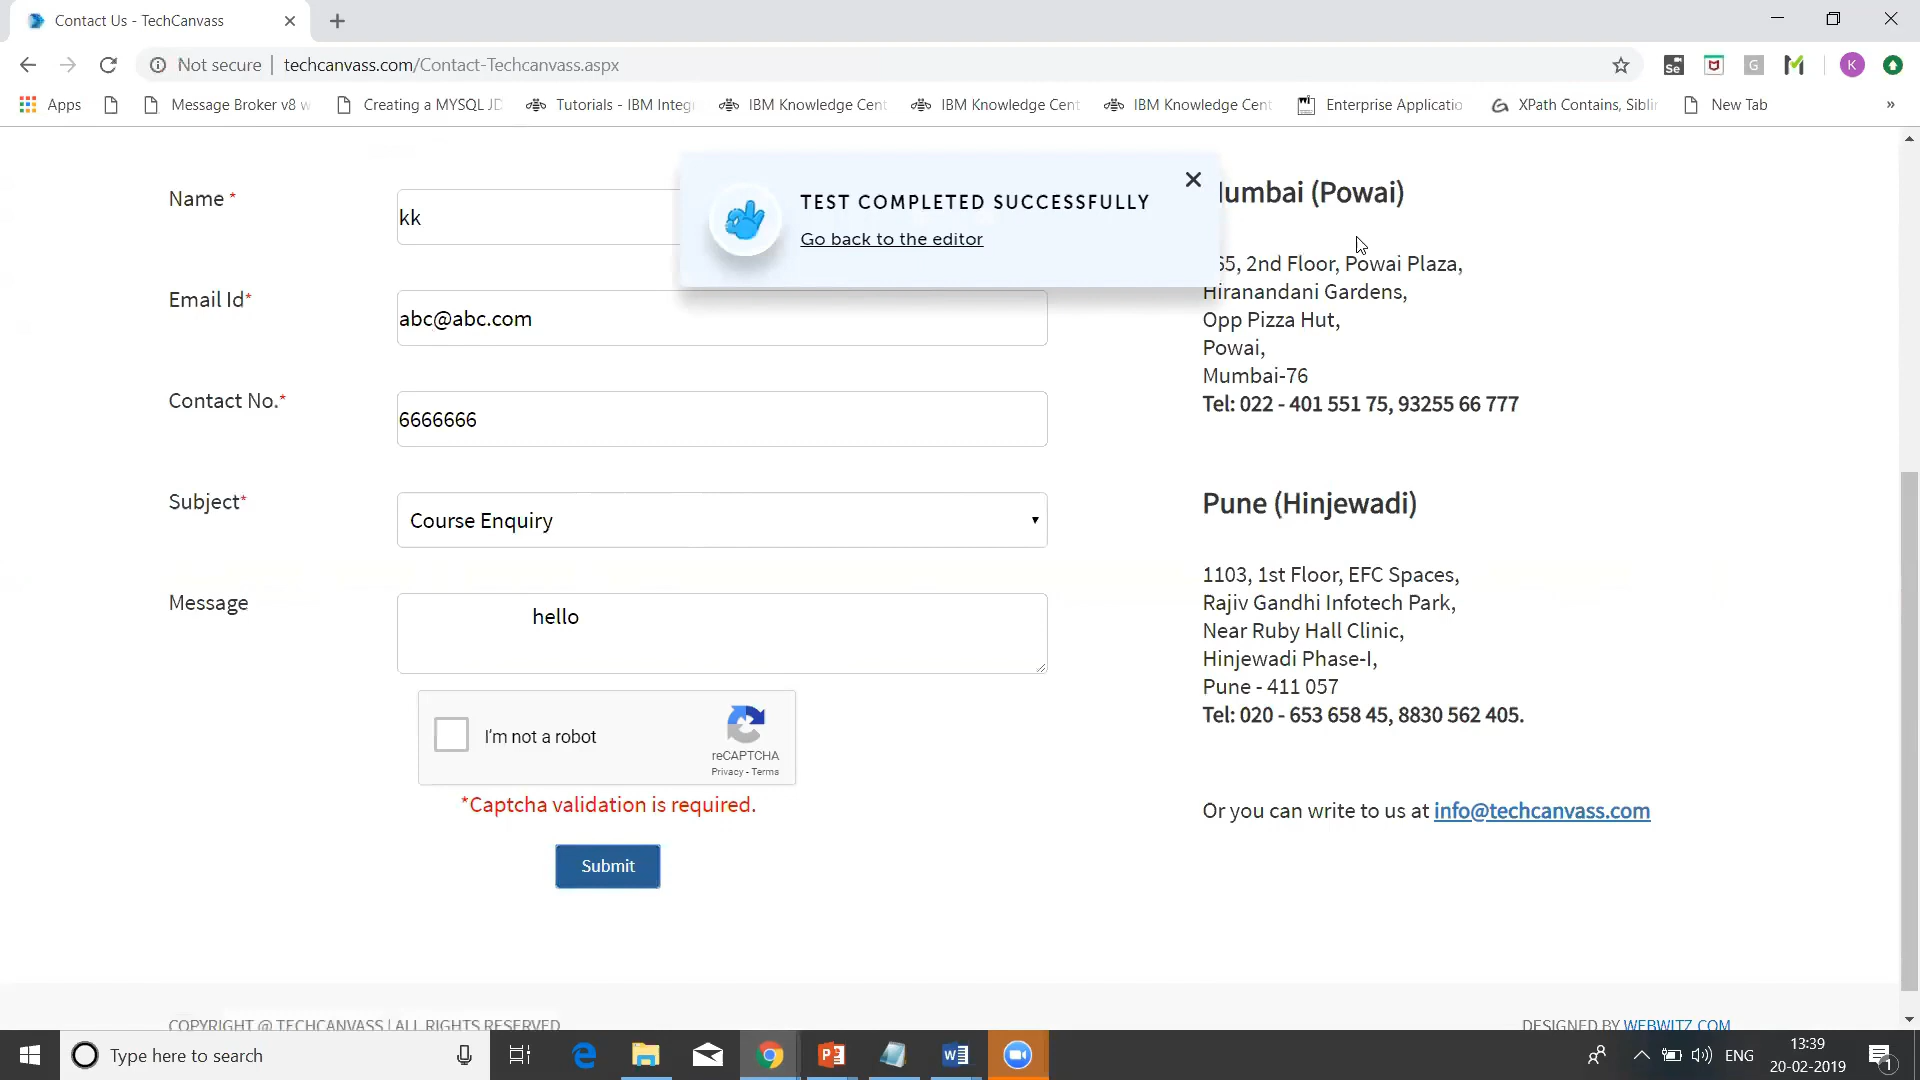 Contact Us - TechCanvass
Not secure
techcanvass.com/Contact-Techcanvass.aspx
Se
G
K
Apps
Message Broker v8 w
Creating a MYSQL JD
Tutorials - IBM Integ
IBM Knowledge Cent
IBM Knowledge Cent
IBM Knowledge Cent
Enterprise Applicatio
XPath Contains, Sibli
New Tab
»
Name *
kk
TEST COMPLETED SUCCESSFULLY
Go back to the editor
Email Id*
abc@abc.com
Contact No.*
6666666
Subject*
Course Enquiry
Message
hello
I'm not a robot
reCAPTCHA
Privacy - Terms
*Captcha validation is required.
Submit
umbai (Powai)
65, 2nd Floor, Powai Plaza,
Hiranandani Gardens,
Opp Pizza Hut,
Powai,
Mumbai-76
Tel: 022 - 401 551 75, 93255 66 777
Pune (Hinjewadi)
1103, 1st Floor, EFC Spaces,
Rajiv Gandhi Infotech Park,
Near Ruby Hall Clinic,
Hinjewadi Phase-I,
Pune - 411 057
Tel: 020 - 653 658 45, 8830 562 405.
Or you can write to us at info@techcanvass.com
COPYRIGHT @ TECHCANVASS | ALL RIGHTS RESERVED
DESIGNED BY WEBWITZ.COM
Type here to search
ENG
13:39
20-02-2019
1